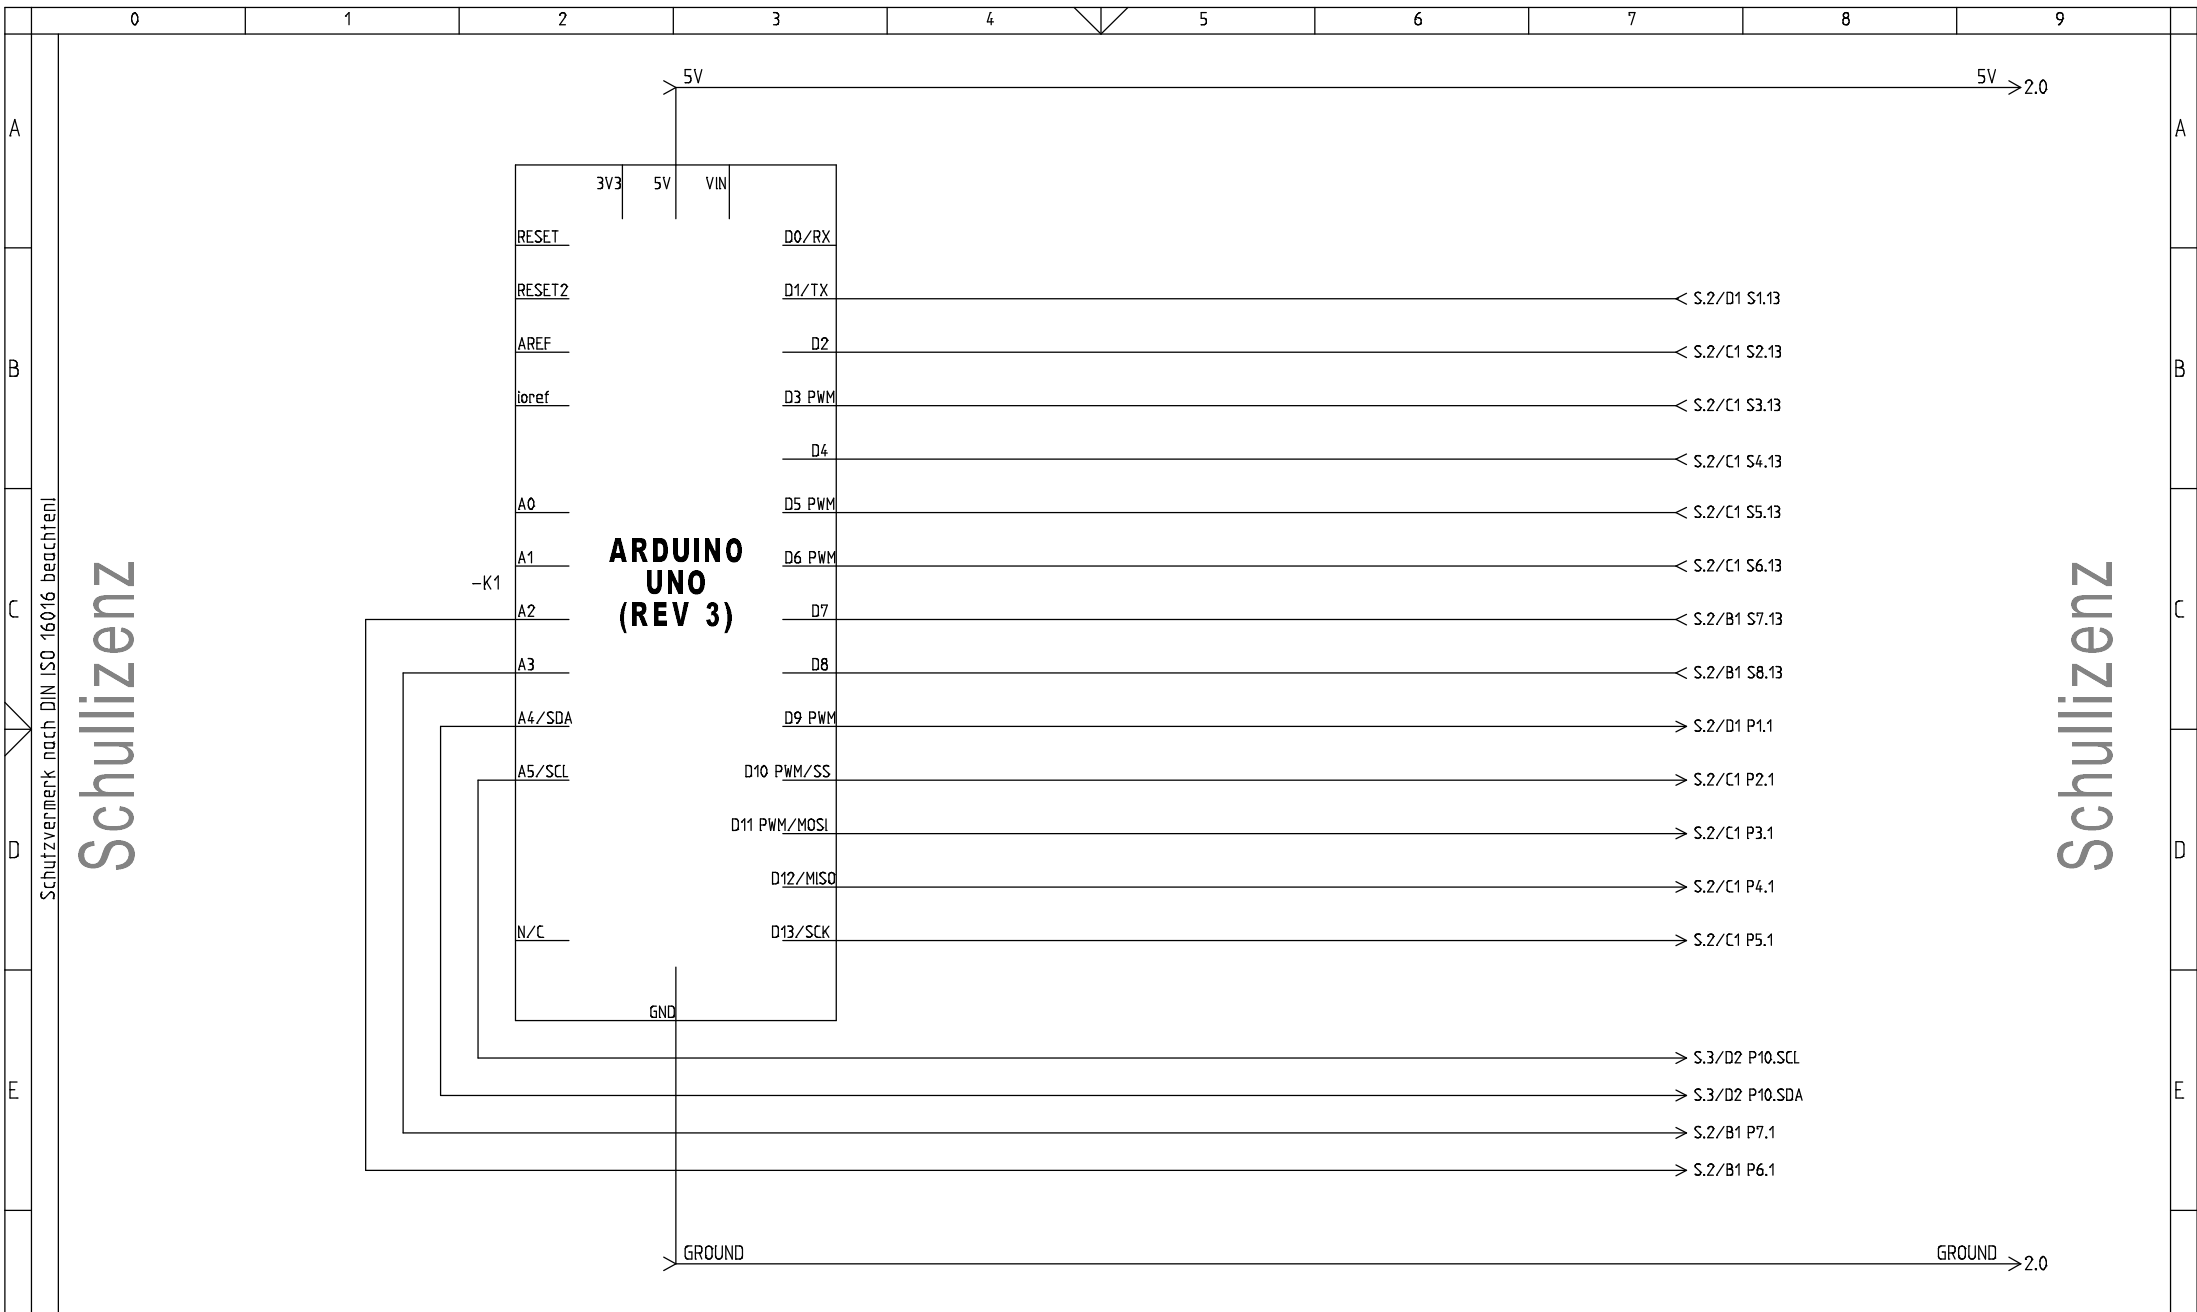 0 1 2 3 4 5 6 7 8 9
5V 5V 2.0
A A
3V3 5V VIN
RESET D0/RX
RESET2 D1/TX S.2/D1 S1.13
AREF D2 S.2/C1 S2.13
B B
ioref D3 PWM S.2/C1 S3.13
D4 S.2/C1 S4.13
A0 D5 PWM S.2/C1 S5.13
ARDUINO
UNO
(REV 3)
A1 D6 PWM S.2/C1 S6.13
-K1
C C
A2 D7 S.2/B1 S7.13
A3 D8 S.2/B1 S8.13
A4/SDA D9 PWM S.2/D1 P1.1
A5/SCL D10 PWM/SS S.2/C1 P2.1
D11 PWM/MOSI S.2/C1 P3.1
D D
D12/MISO S.2/C1 P4.1
N/C D13/SCK S.2/C1 P5.1
GND
S.3/D2 P10.SCL
E E
S.3/D2 P10.SDA
S.2/B1 P7.1
S.2/B1 P6.1
GROUND GROUND 2.0
Schutzvermerk nach DIN ISO 16016 beachten!
Schullizenz
Schullizenz